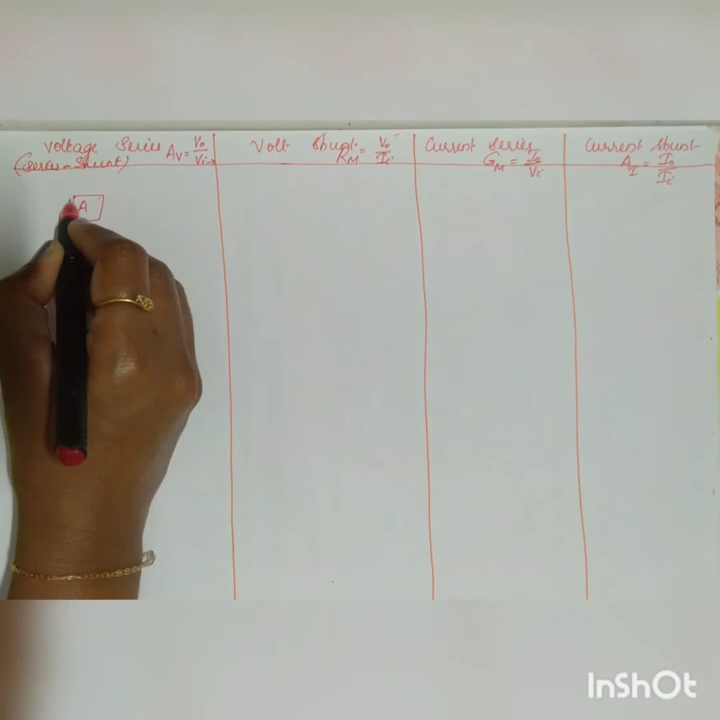 Voltage Series Av = Vo/Vi
(series-Shunt)
Volt Shunt
RM = Vo/Ii
Current Series
GM = Io/Vi
Current Shunt
AI = Io/Ii
A
InShOt